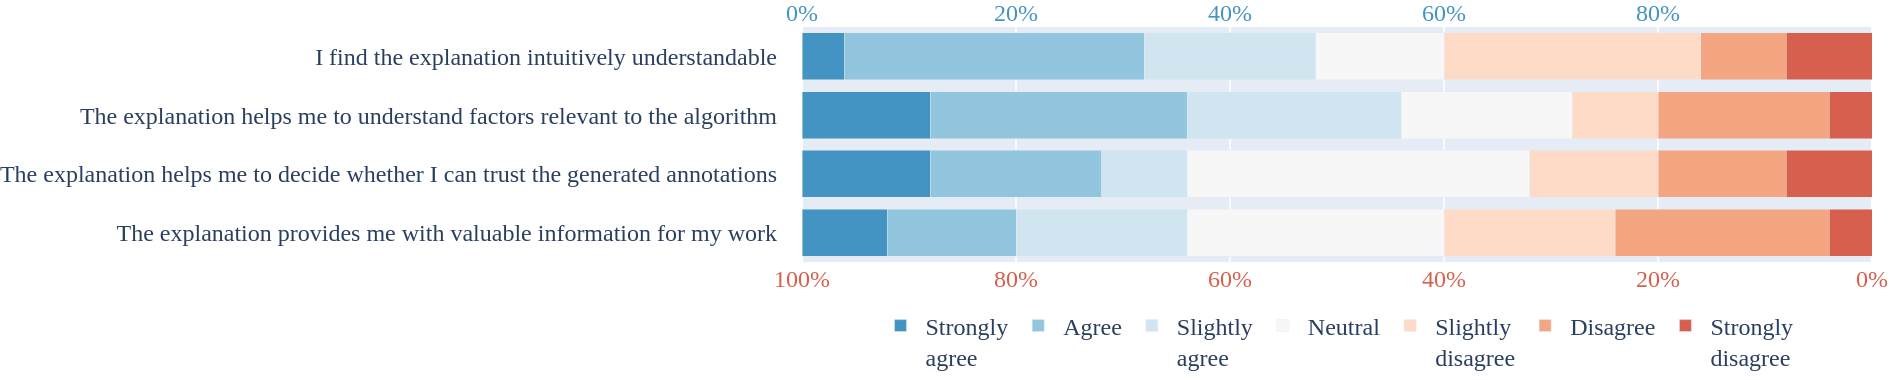 0% 20% 40% 60% 80%
I find the explanation intuitively understandable
The explanation helps me to understand factors relevant to the algorithm
The explanation helps me to decide whether I can trust the generated annotations
The explanation provides me with valuable information for my work
100% 80% 60% 40% 20% 0%
Strongly agree
Agree
Slightly agree
Neutral
Slightly disagree
Disagree
Strongly disagree